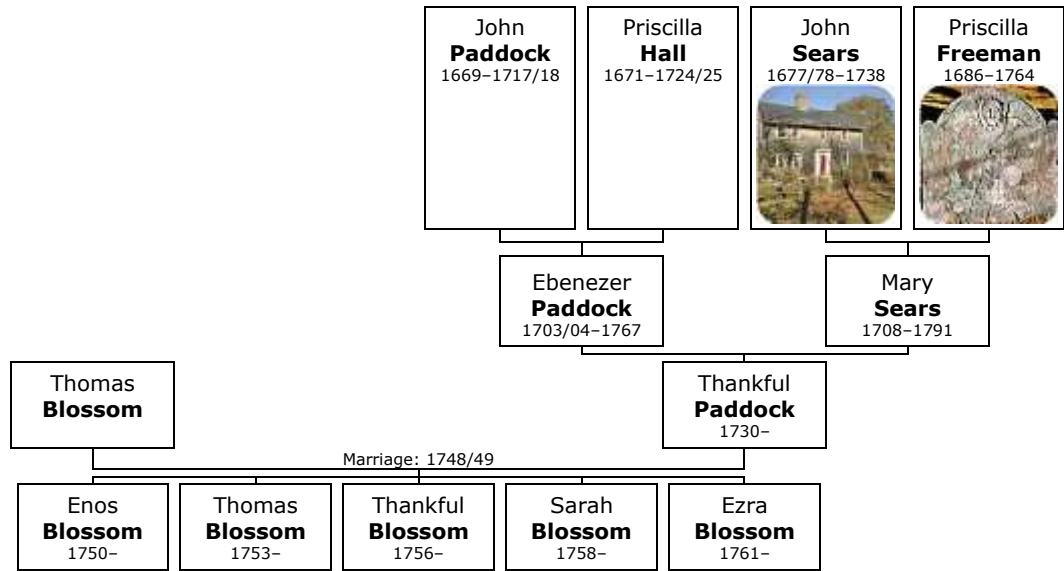 John
Paddock
1669–1717/18
Priscilla
Hall
1671–1724/25
John
Sears
1677/78–1738
Priscilla
Freeman
1686–1764
Ebenezer
Paddock
1703/04–1767
Mary
Sears
1708–1791
Thomas
Blossom
Thankful
Paddock
1730–
Marriage: 1748/49
Enos
Blossom
1750–
Thomas
Blossom
1753–
Thankful
Blossom
1756–
Sarah
Blossom
1758–
Ezra
Blossom
1761–